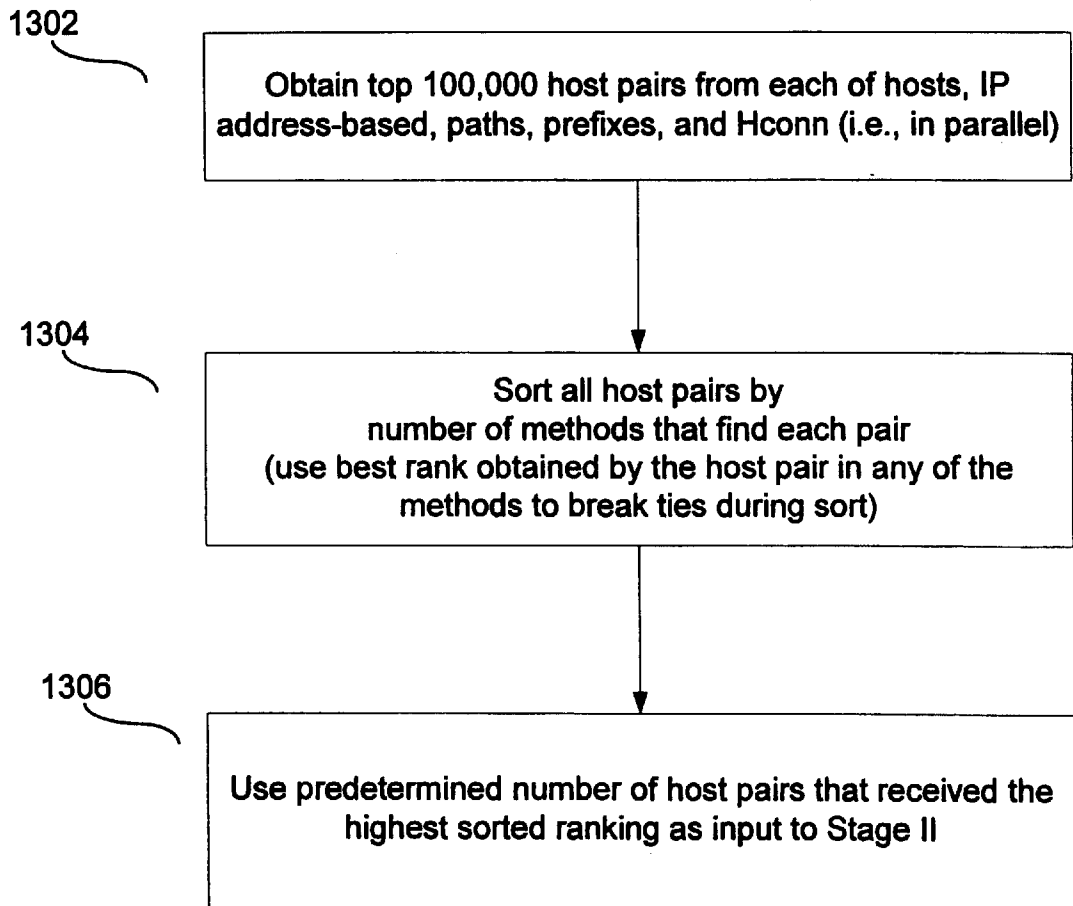 1302
Obtain top 100,000 host pairs from each of hosts, IP
address-based, paths, prefixes, and Hconn (i.e., in parallel)
1304
Sort all host pairs by
number of methods that find each pair
(use best rank obtained by the host pair in any of the
methods to break ties during sort)
1306
Use predetermined number of host pairs that received the
highest sorted ranking as input to Stage II